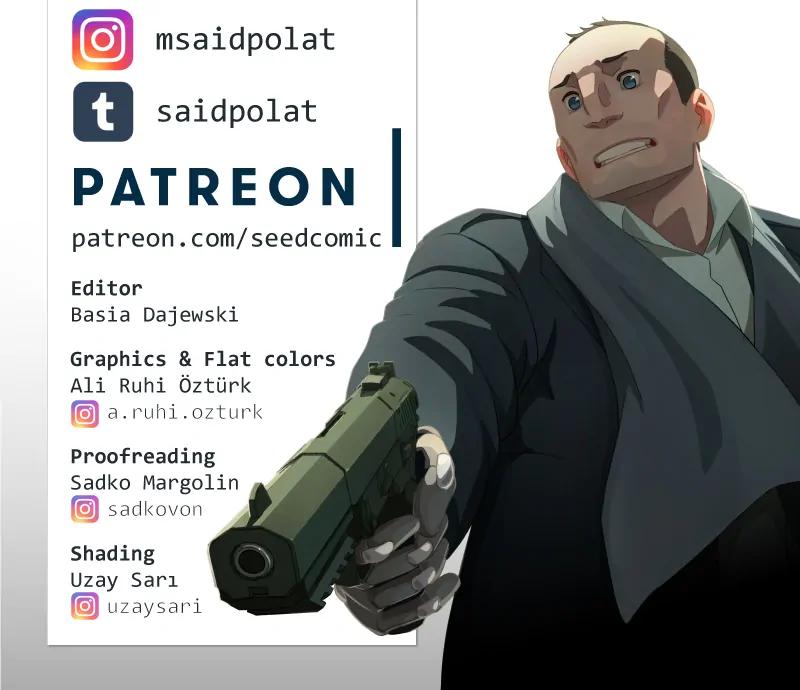 msaidpolat
t
saidpolat
PATREON
patreon.com/seedcomic
Editor
Basia Dajewski
Graphics & Flat colors
Ali Ruhi Öztürk
a.ruhi.ozturk
Proofreading
Sadko Margolin
sadkovon
Shading
Uzay Sarı
uzaysari